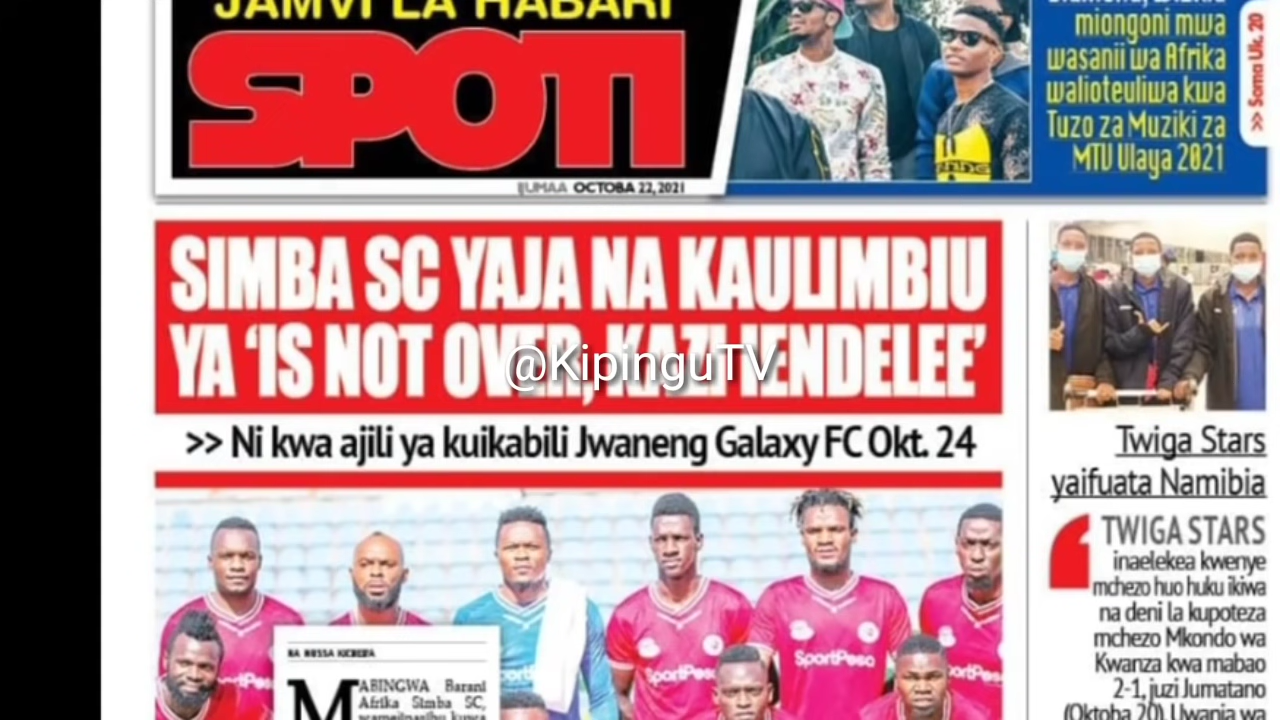 JAMVI LA HABARI
SPOTI
IJUMAA OCTOBA 22, 2021
miongoni mwa
wasanii wa Afrika
walioteuliwa kwa
Tuzo za Muziki za
MTV Ulaya 2021
>> Soma Uk. 20
SIMBA SC YAJA NA KAULIMBIU
YA ‘IS NOT OVER, KAZI IENDELEE’
@KipinguTV
>> Ni kwa ajili ya kuikabili Jwaneng Galaxy FC Okt. 24
SportPesa
MABINGWA Barani
Afrika Simba SC,
Twiga Stars
yaifuata Namibia
TWIGA STARS
inaelekea kwenye
mchezo huo huku ikiwa
na deni la kupoteza
mchezo Mkondo wa
Kwanza kwa mabao
2-1, juzi Jumatano
(Oktoba 20) Uwanja wa